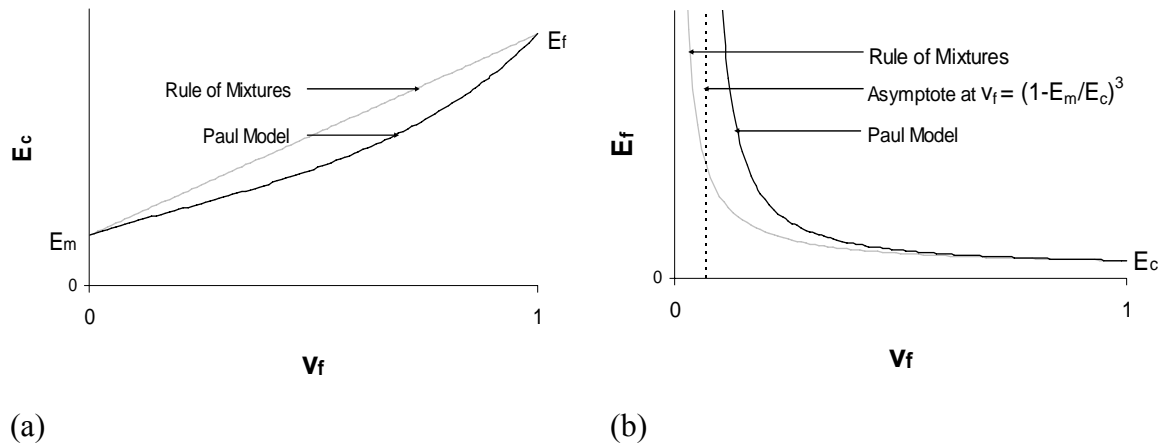 Ec
Ef
Rule of Mixtures
Paul Model
Em
0
0
1
Vf
(a)
Ef
Rule of Mixtures
Asymptote at vf = (1-Em/Ec)³
Paul Model
Ec
0
0
1
Vf
(b)